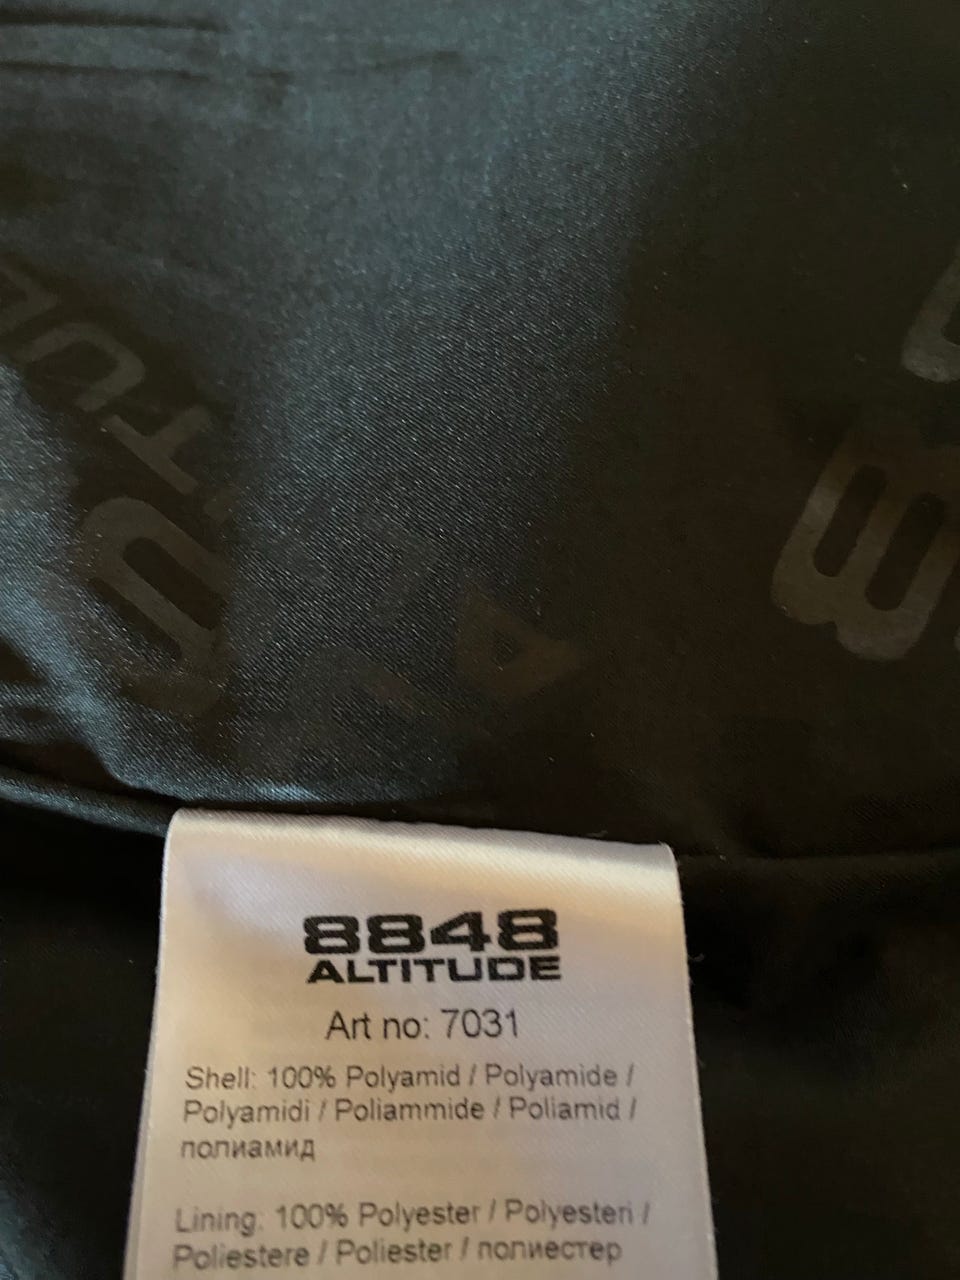 8848
ALTITUDE
Art no: 7031
Shell: 100% Polyamid / Polyamide /
Polyamidi / Poliammide / Poliamid /
полиамид
Lining: 100% Polyester / Polyesteri /
Poliestere / Poliester / полиестер